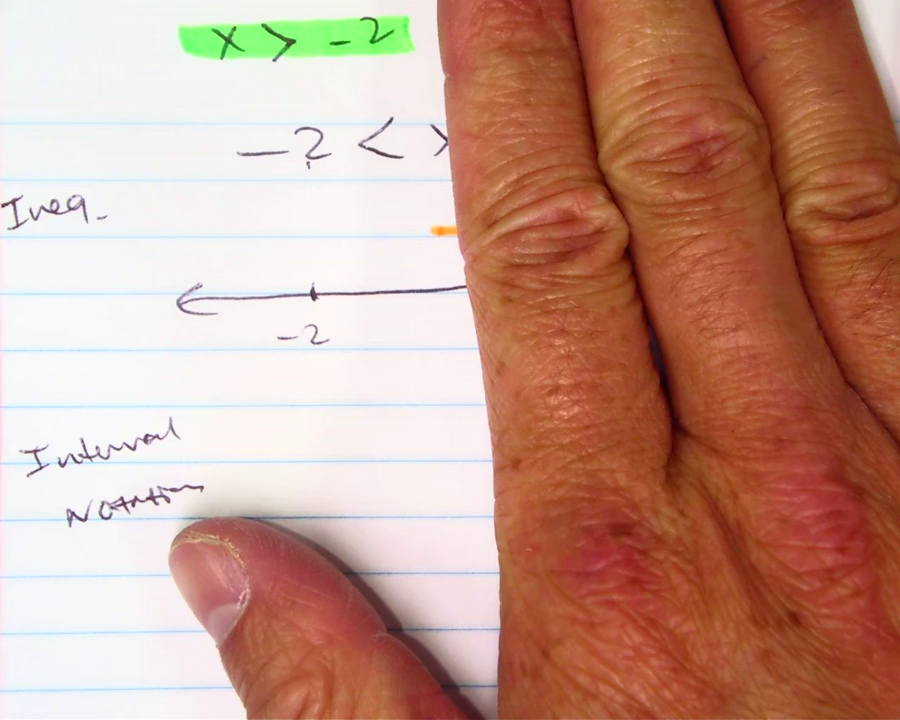 x > -2
-2 < x
Ineq.
-2
Interval
Notation